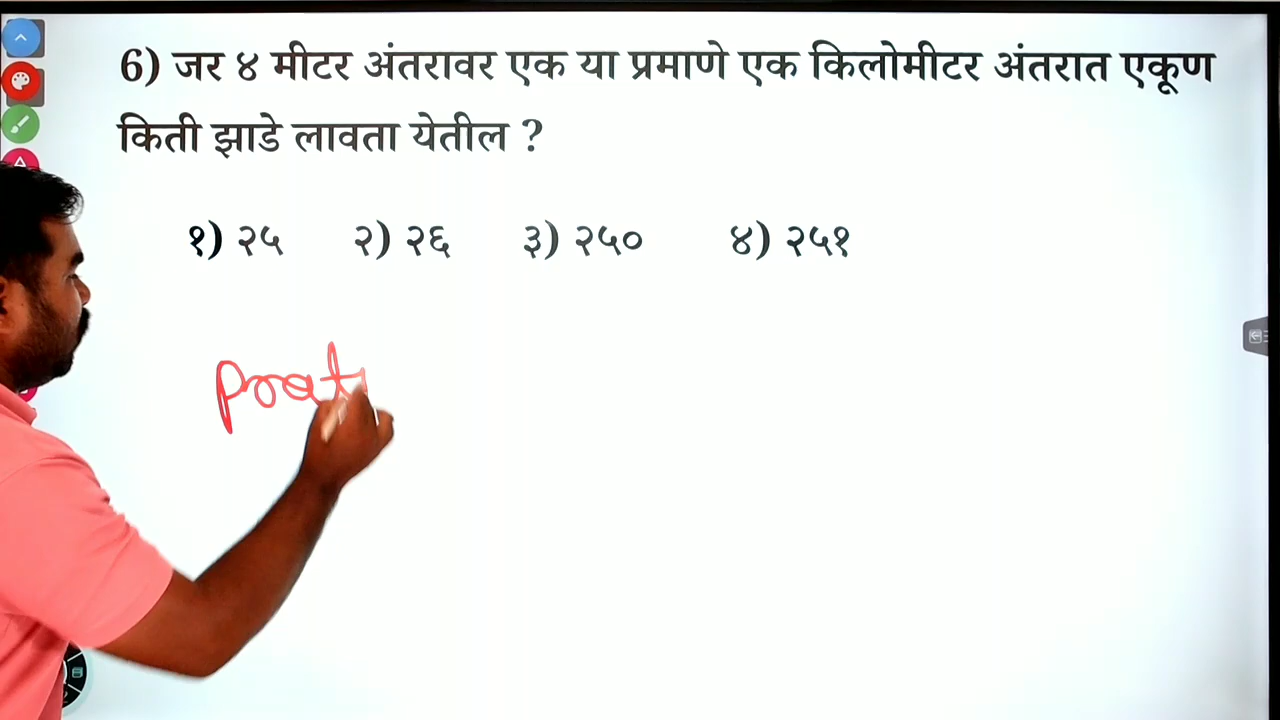 6) जर ४ मीटर अंतरावर एक या प्रमाणे एक किलोमीटर अंतरात एकूण
किती झाडे लावता येतील ?
१) २५ २) २६ ३) २५० ४) २५१